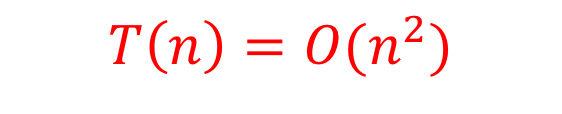 T(n) = O(n²)